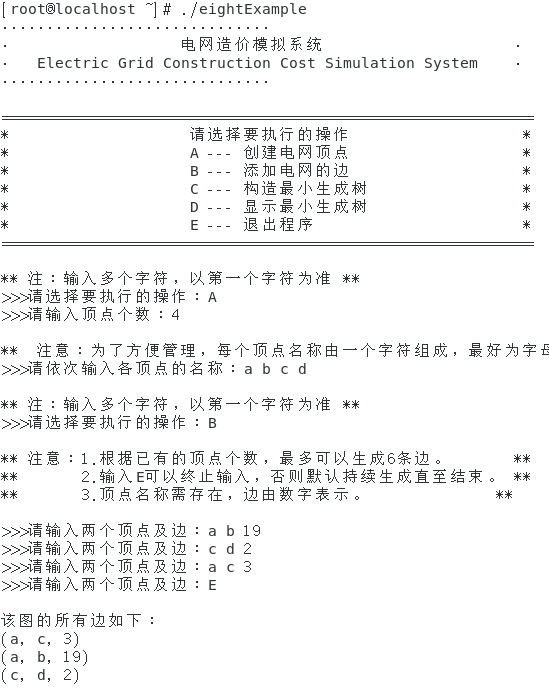 [root@localhost ~]# ./eightExample
..............................
. 电网造价模拟系统 .
. Electric Grid Construction Cost Simulation System .
..............................
============================================================
* 请选择要执行的操作 *
* A --- 创建电网顶点 *
* B --- 添加电网的边 *
* C --- 构造最小生成树 *
* D --- 显示最小生成树 *
* E --- 退出程序 *
============================================================
** 注：输入多个字符，以第一个字符为准 **
>>>请选择要执行的操作：A
>>>请输入顶点个数：4
** 注意：为了方便管理，每个顶点名称由一个字符组成，最好为字母
>>>请依次输入各顶点的名称：a b c d
** 注：输入多个字符，以第一个字符为准 **
>>>请选择要执行的操作：B
** 注意：1.根据已有的顶点个数，最多可以生成6条边。 **
** 2.输入E可以终止输入，否则默认持续生成直至结束。 **
** 3.顶点名称需存在，边由数字表示。 **
>>>请输入两个顶点及边：a b 19
>>>请输入两个顶点及边：c d 2
>>>请输入两个顶点及边：a c 3
>>>请输入两个顶点及边：E
该图的所有边如下：
(a, c, 3)
(a, b, 19)
(c, d, 2)